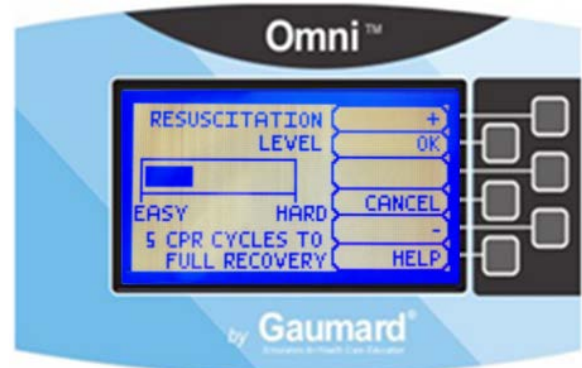 Omni™
RESUSCITATION
LEVEL
EASY HARD
5 CPR CYCLES TO
FULL RECOVERY
+
OK
CANCEL
-
HELP
by Gaumard®